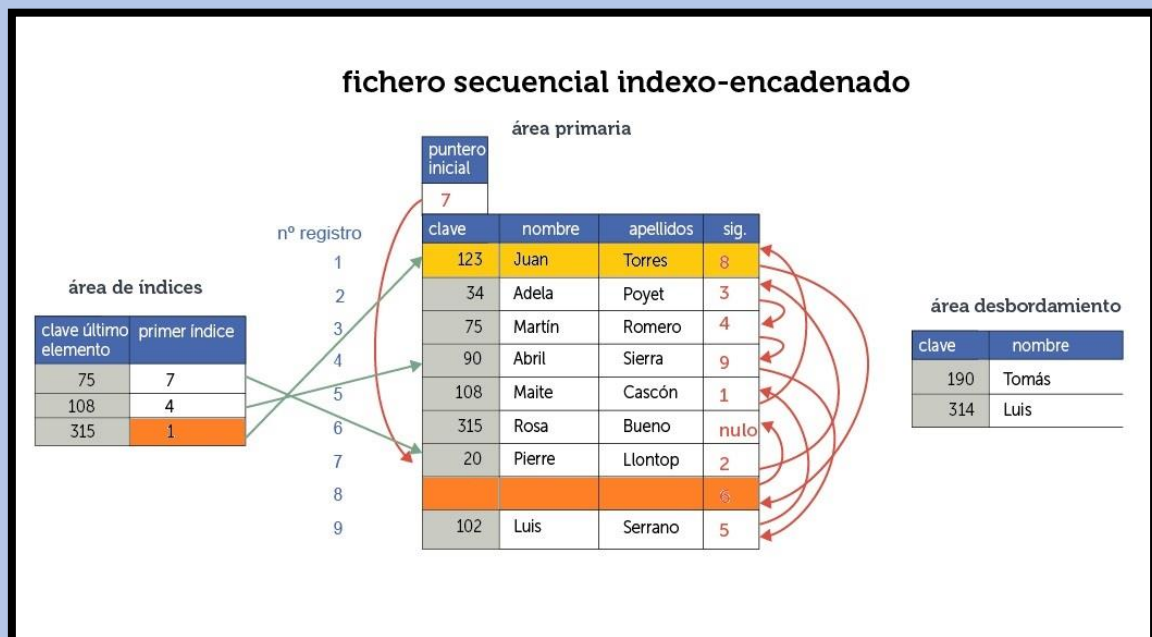 fichero secuencial indexo-encadenado
área primaria
puntero
inicial
7
nº registro
clave nombre apellidos sig.
1 123 Juan Torres 8
2 34 Adela Poyet 3
3 75 Martín Romero 4
4 90 Abril Sierra 9
5 108 Maite Cascón 1
6 315 Rosa Bueno nulo
7 20 Pierre Llontop 2
8 6
9 102 Luis Serrano 5
área de índices
clave último primer índice
elemento
75 7
108 4
315 1
área desbordamiento
clave nombre
190 Tomás
314 Luis